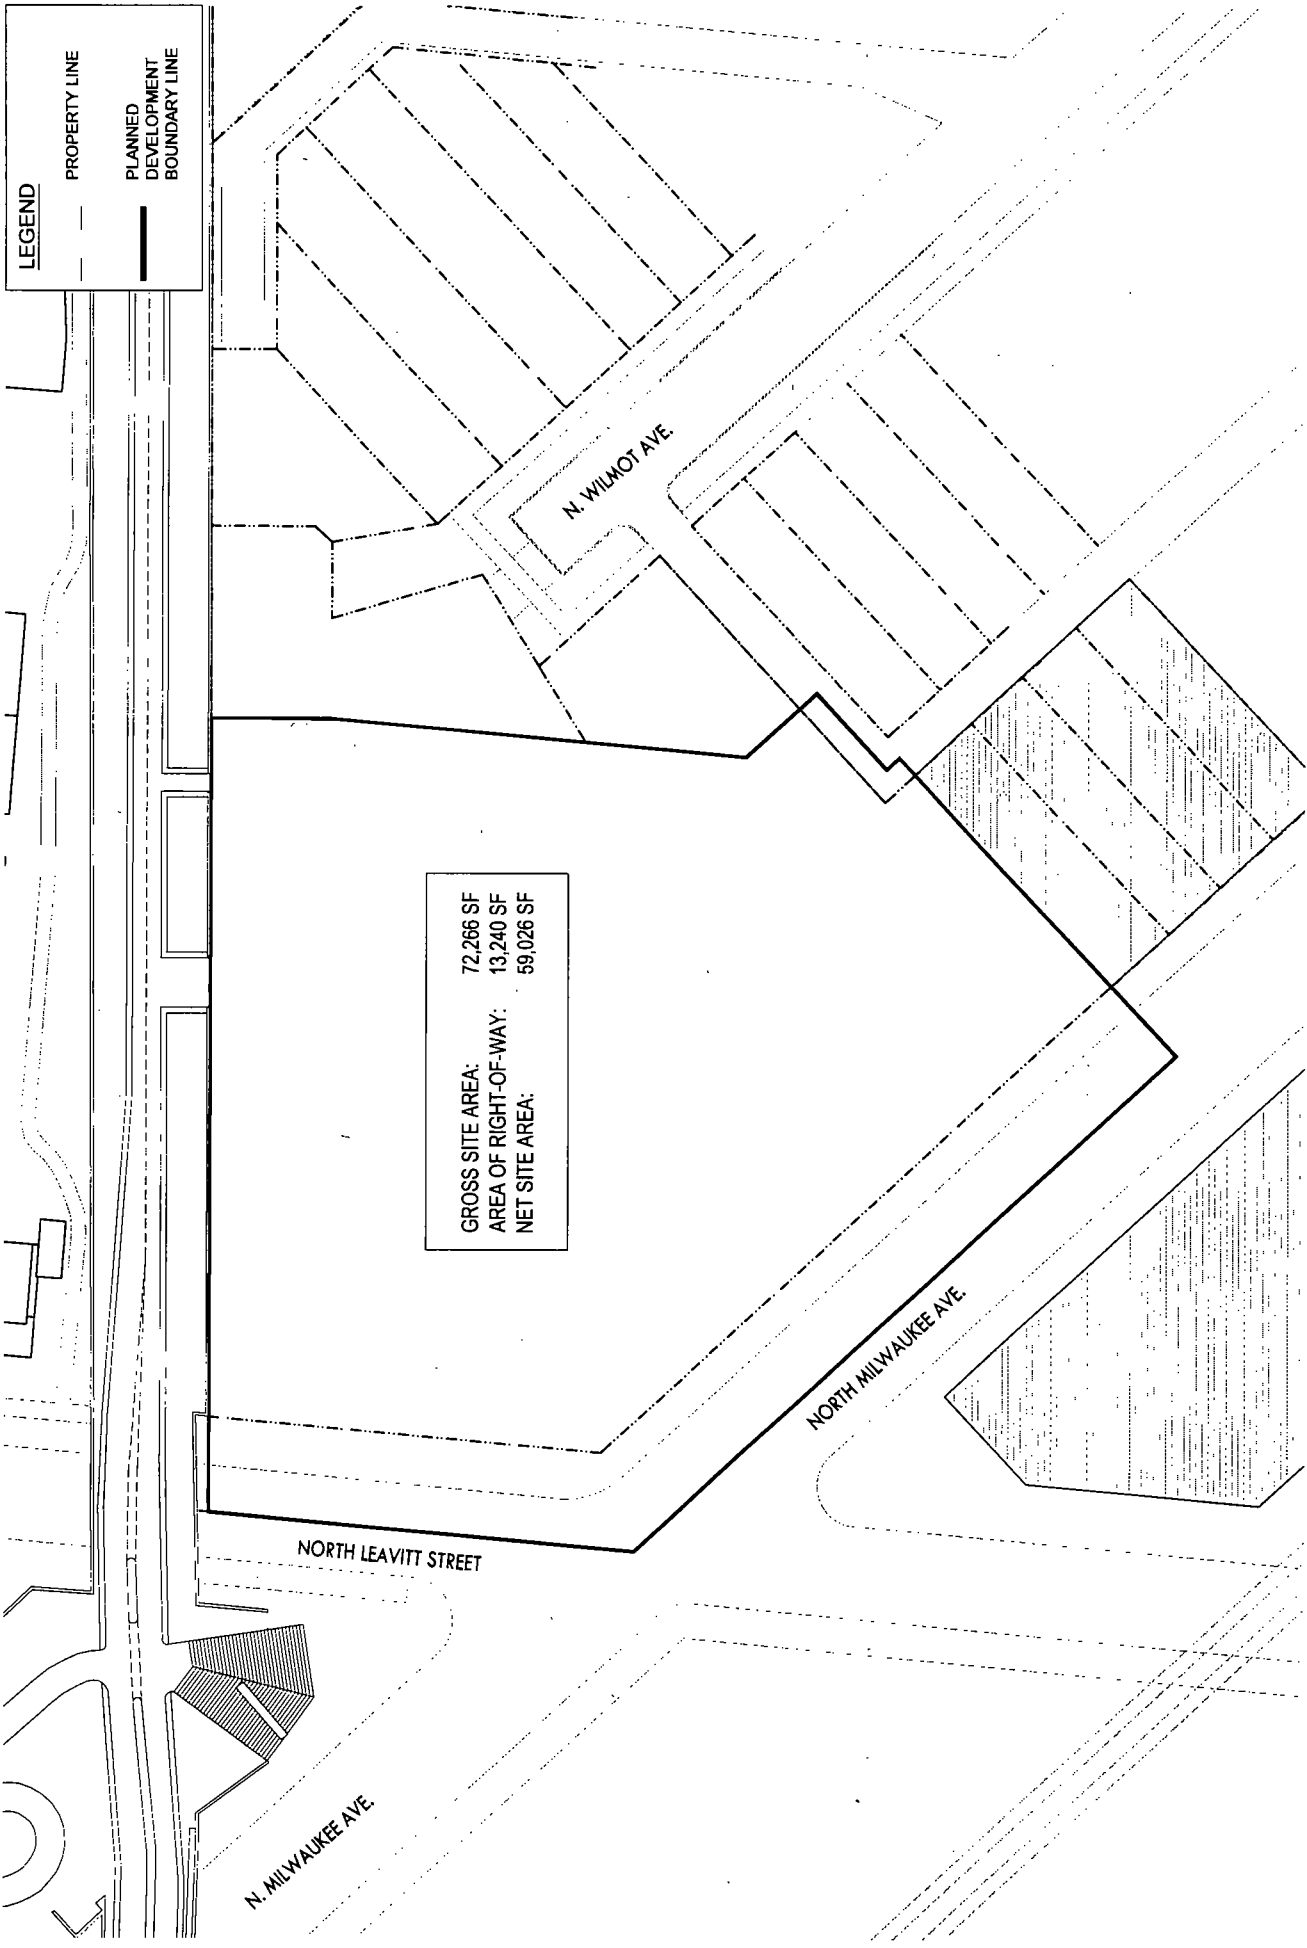 LEGEND
PROPERTY LINE
PLANNED
DEVELOPMENT
BOUNDARY LINE
N. WILMOT AVE.
GROSS SITE AREA: 72,266 SF
AREA OF RIGHT-OF-WAY: 13,240 SF
NET SITE AREA: 59,026 SF
NORTH MILWAUKEE AVE.
NORTH LEAVITT STREET
N. MILWAUKEE AVE.